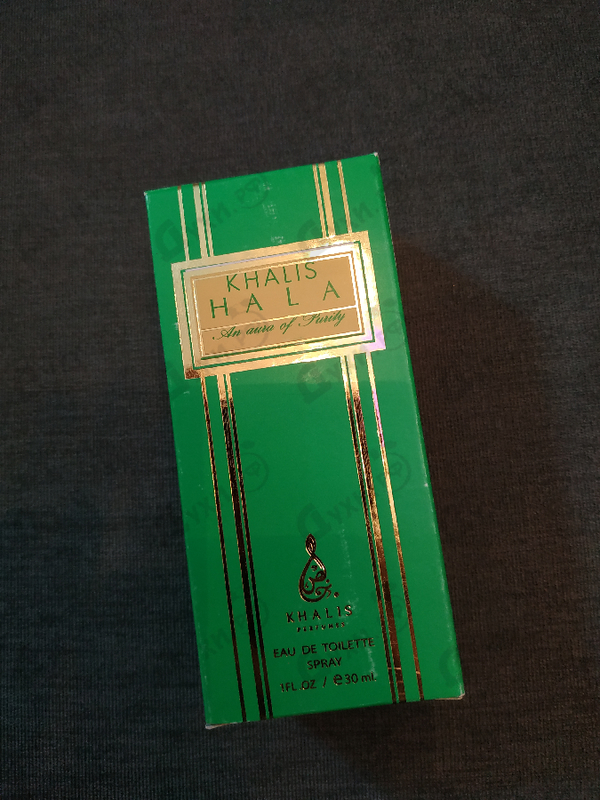 KHALIS
HALA
An aura of Purity
KHALIS
PERFUMES
EAU DE TOILETTE
SPRAY
1FL.OZ / ℮30 mL